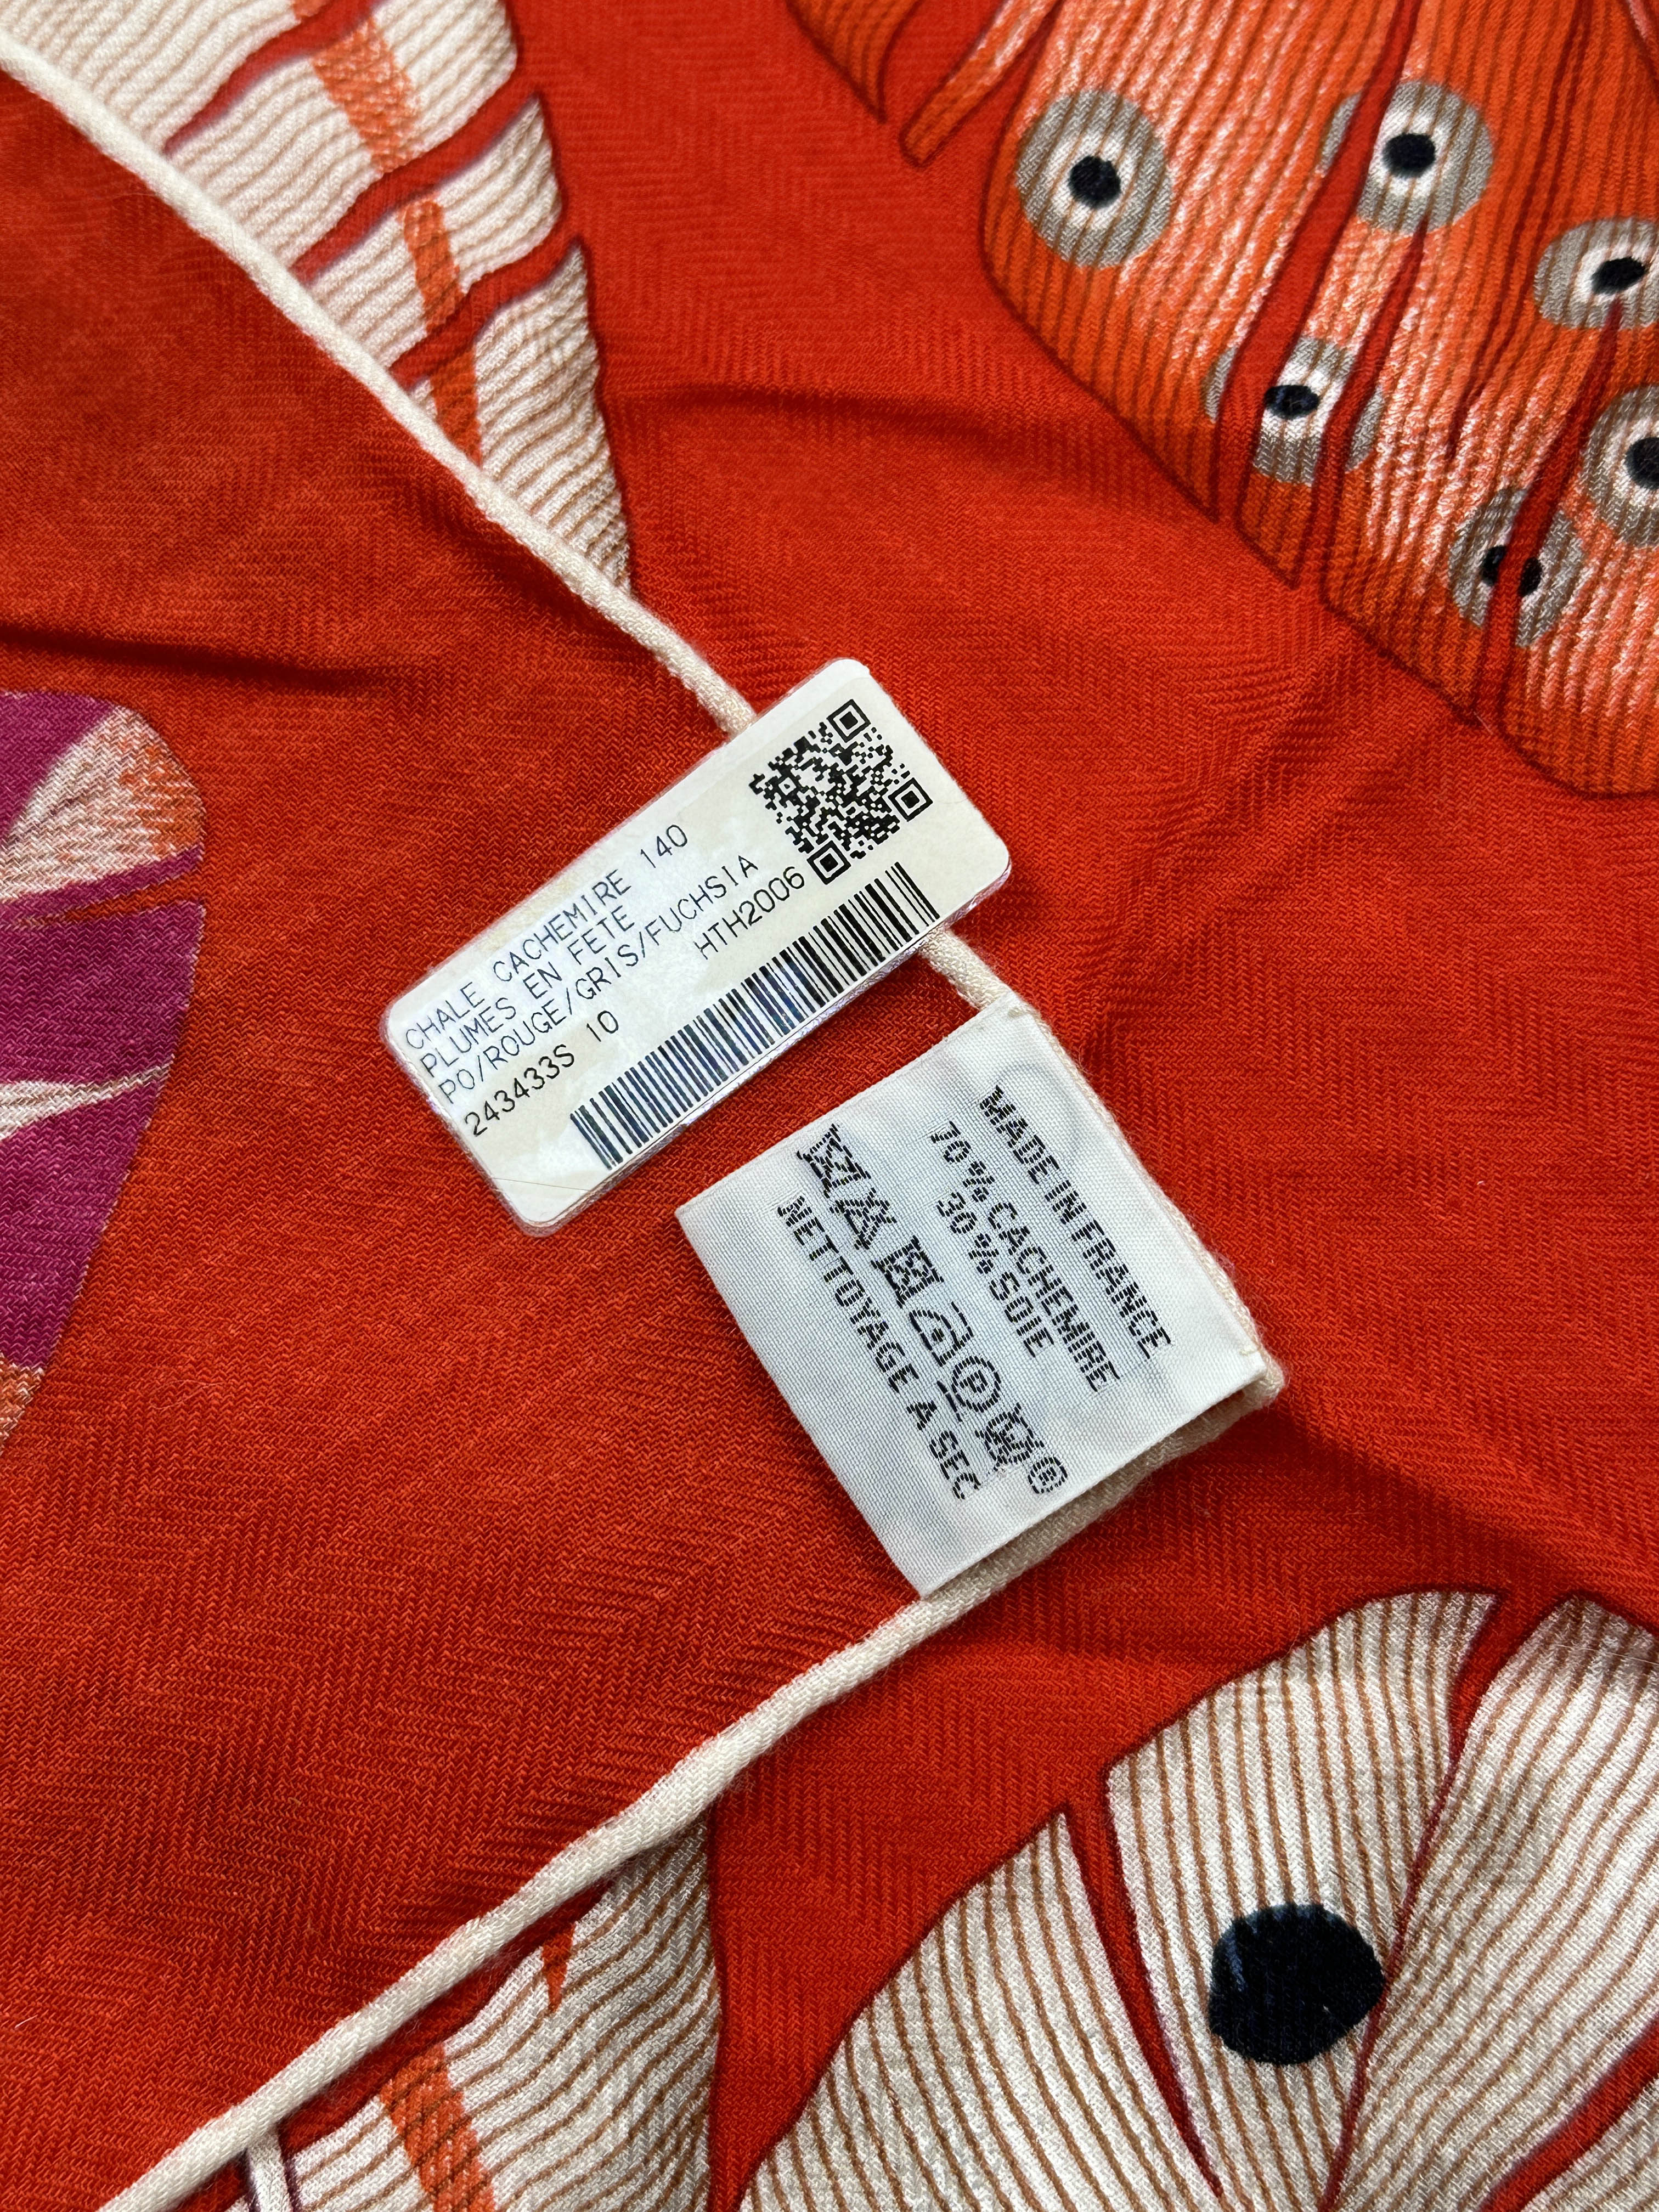 CHALE CACHEMIRE 140
PLUMES EN FETE
PO/ROUGE/GRIS/FUCHSIA
243433S 10 HTH2006
MADE IN FRANCE
70 % CACHEMIRE
30 % SOIE
P
©
NETTOYAGE A SEC